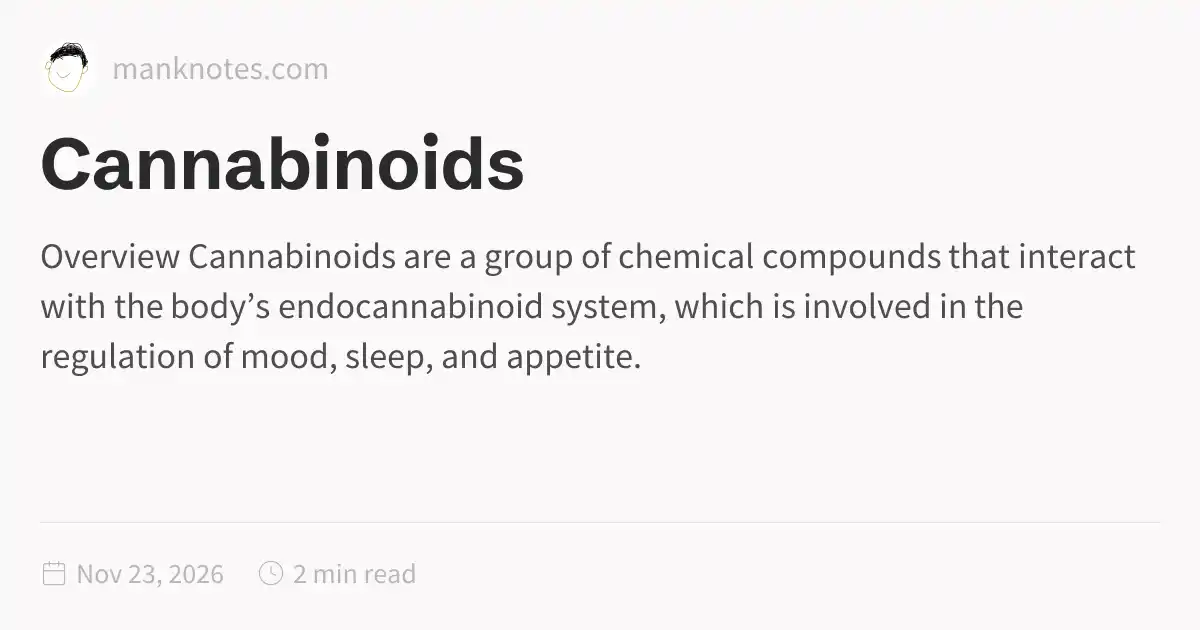 manknotes.com
Cannabinoids
Overview Cannabinoids are a group of chemical compounds that interact
with the body’s endocannabinoid system, which is involved in the
regulation of mood, sleep, and appetite.
Nov 23, 2026 2 min read